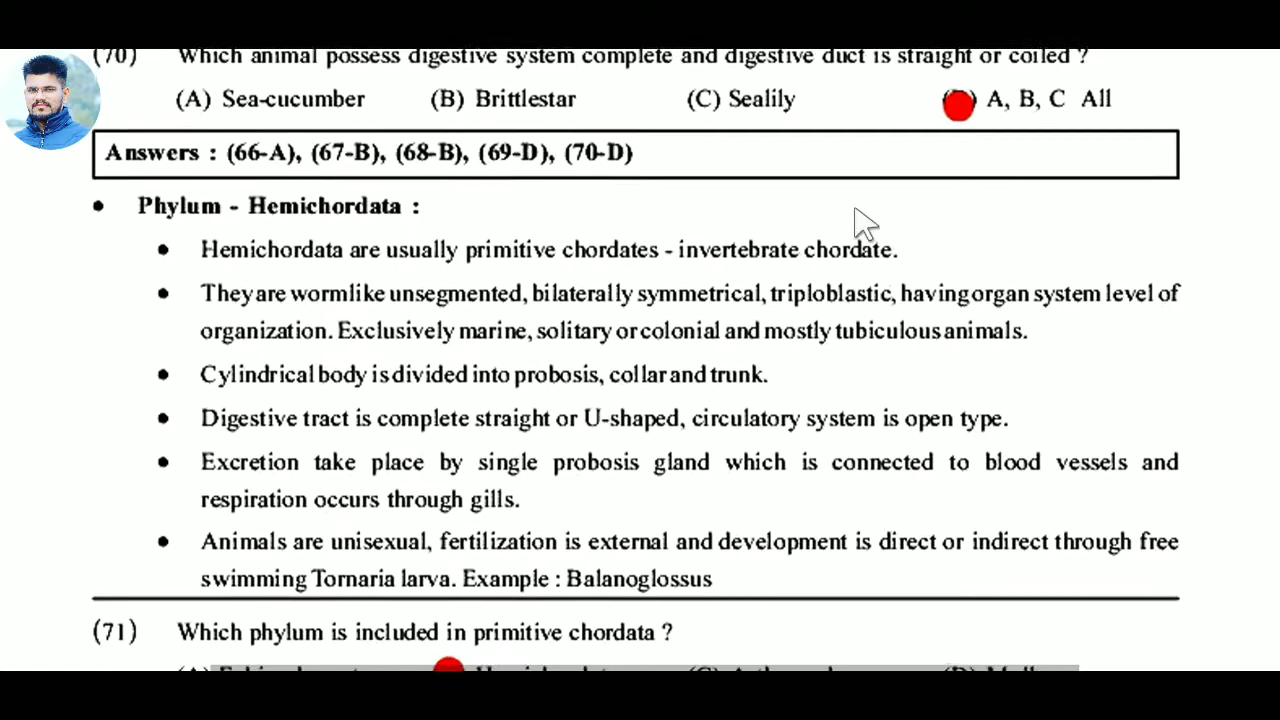 (70) Which animal possess digestive system complete and digestive duct is straight or coiled ?
(A) Sea-cucumber (B) Brittlestar (C) Sealily A, B, C All
Answers : (66-A), (67-B), (68-B), (69-D), (70-D)
• Phylum - Hemichordata :
• Hemichordata are usually primitive chordates - invertebrate chordate.
• They are wormlike unsegmented, bilaterally symmetrical, triploblastic, having organ system level of
organization. Exclusively marine, solitary or colonial and mostly tubiculous animals.
• Cylindrical body is divided into probosis, collar and trunk.
• Digestive tract is complete straight or U-shaped, circulatory system is open type.
• Excretion take place by single probosis gland which is connected to blood vessels and
respiration occurs through gills.
• Animals are unisexual, fertilization is external and development is direct or indirect through free
swimming Tornaria larva. Example : Balanoglossus
(71) Which phylum is included in primitive chordata ?